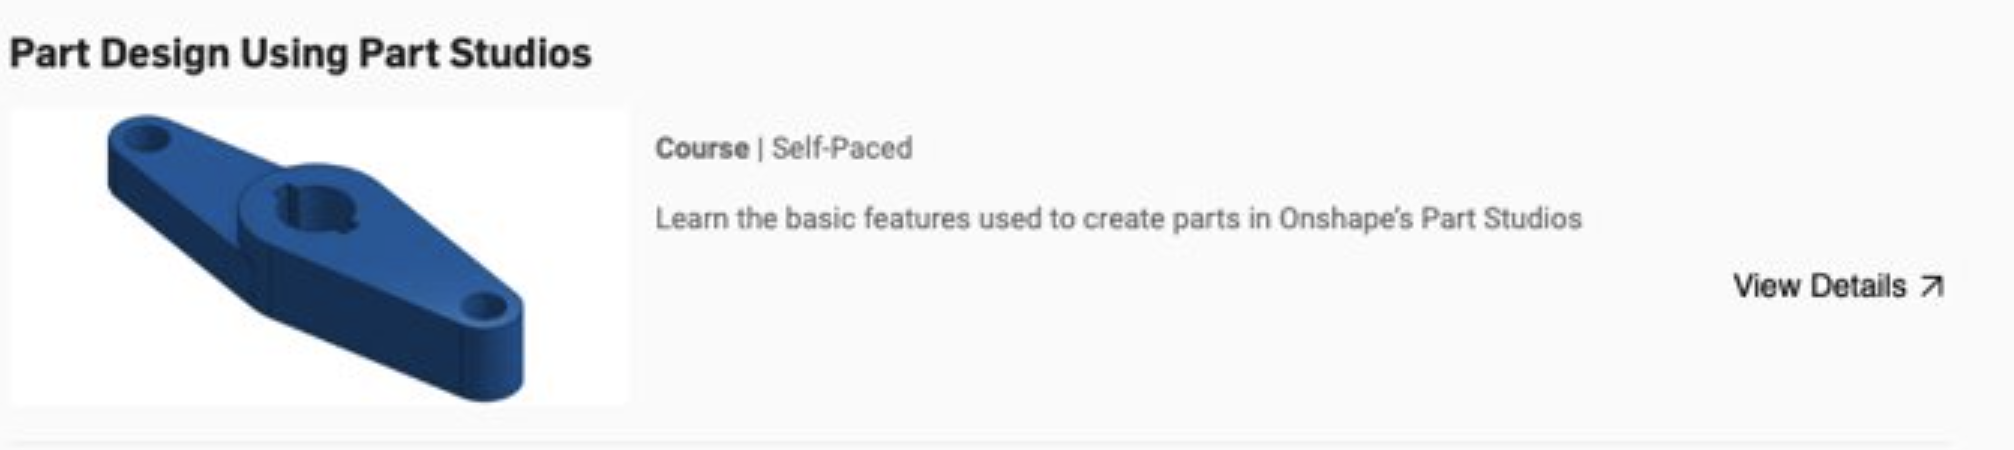 Part Design Using Part Studios
Course | Self-Paced
Learn the basic features used to create parts in Onshape's Part Studios
View Details ↗